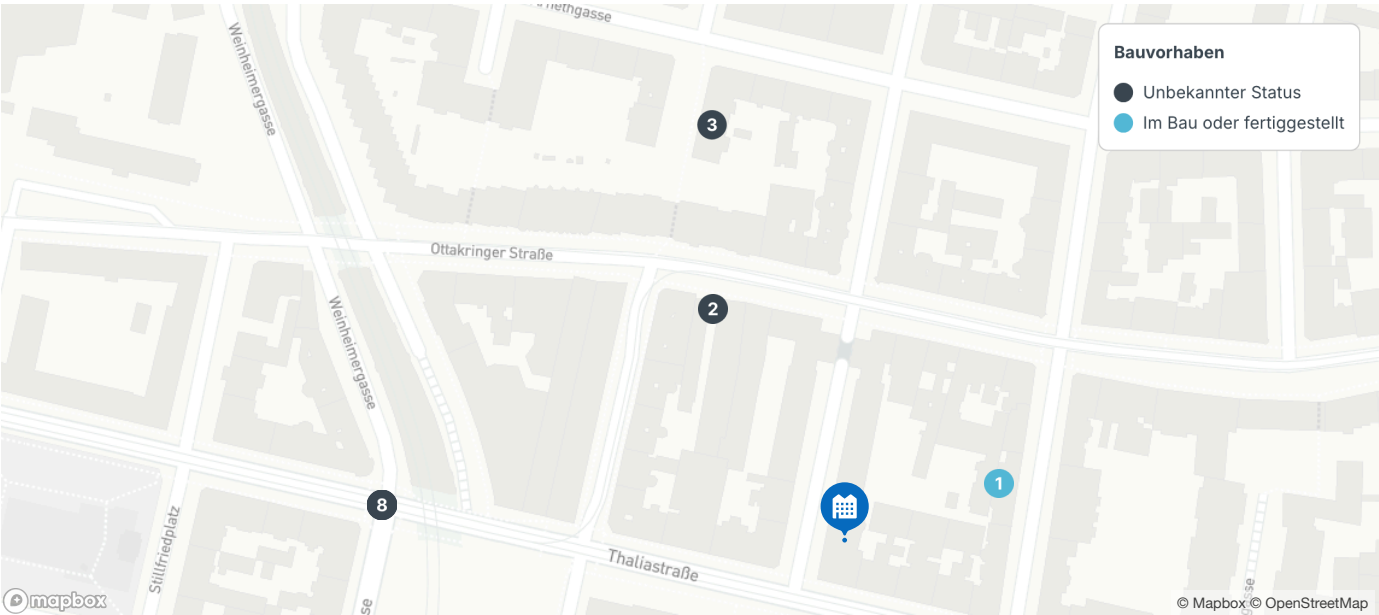 Weinheimergasse
Bauvorhaben
Unbekannter Status
Im Bau oder fertiggestellt
3
Ottakringer Straße
2
Weinheimergasse
1
8
Stillfriedplatz
Thaliastraße
mapbox
© Mapbox © OpenStreetMap